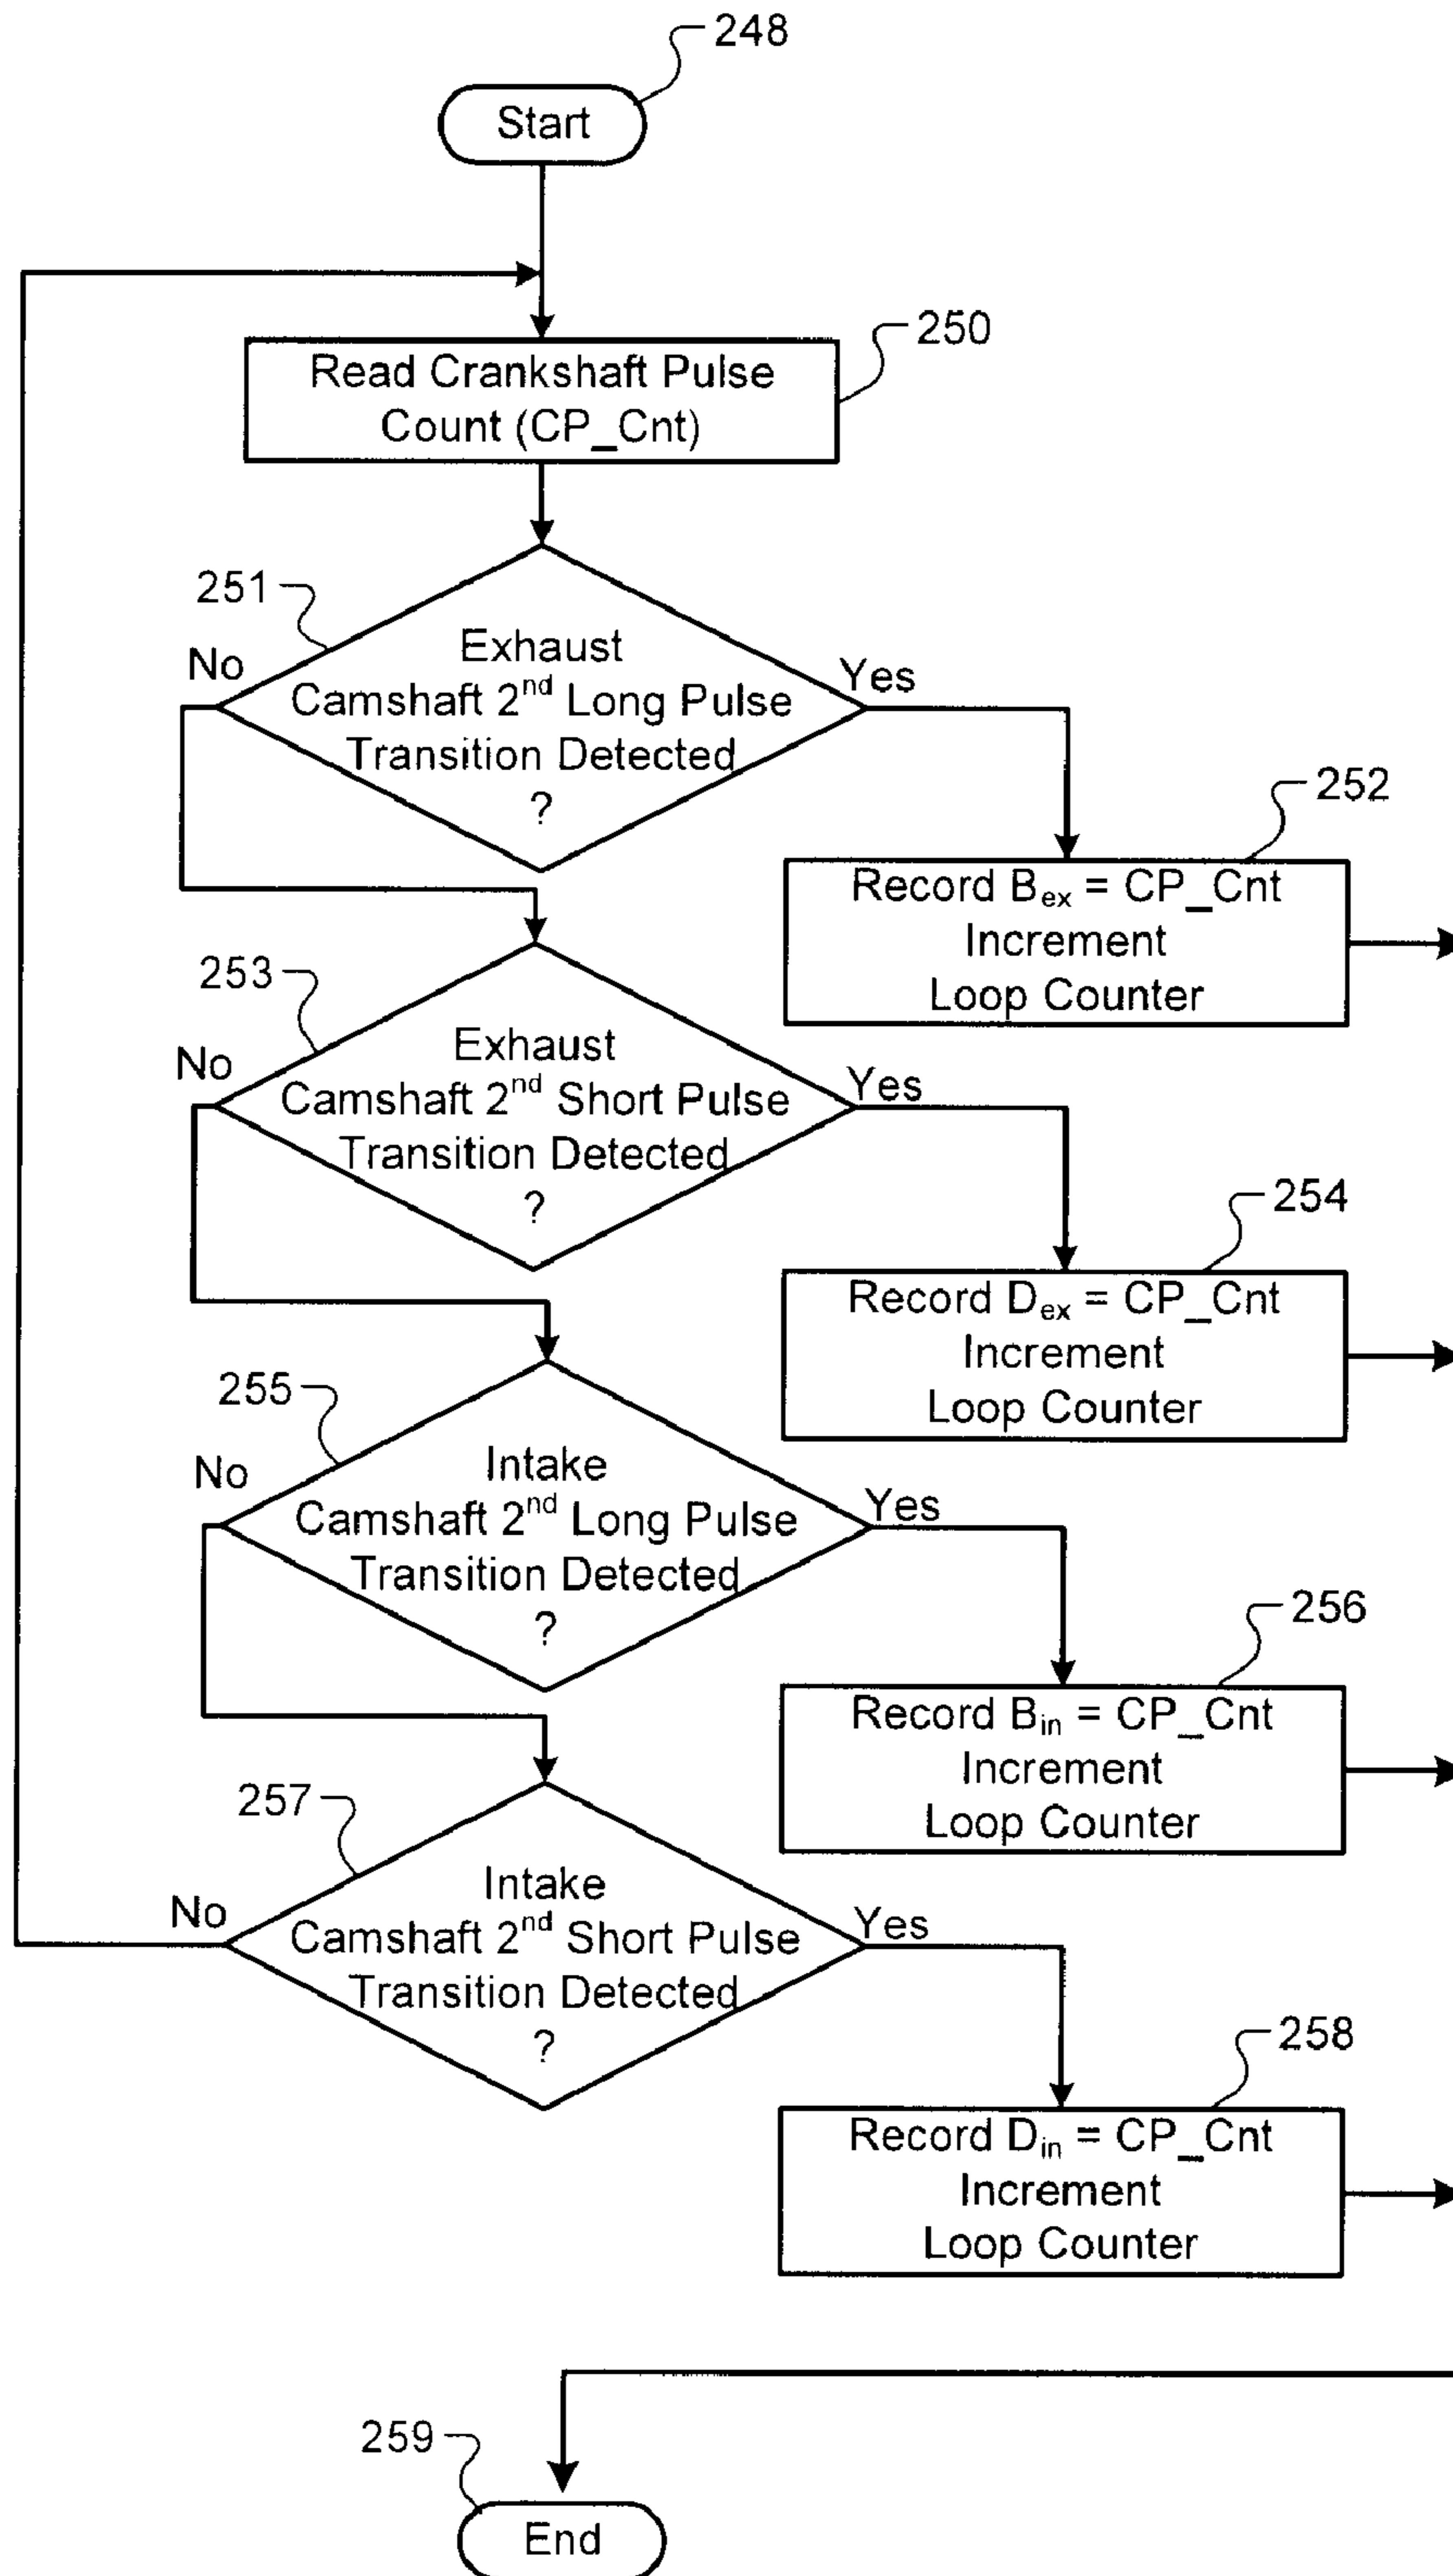 248
Start
250
Read Crankshaft Pulse
Count (CP_Cnt)
251
No
Exhaust
Camshaft 2nd Long Pulse
Transition Detected
?
Yes
252
Record Bex = CP_Cnt
Increment
Loop Counter
253
No
Exhaust
Camshaft 2nd Short Pulse
Transition Detected
?
Yes
254
Record Dex = CP_Cnt
Increment
Loop Counter
255
No
Intake
Camshaft 2nd Long Pulse
Transition Detected
?
Yes
256
Record Bin = CP_Cnt
Increment
Loop Counter
257
No
Intake
Camshaft 2nd Short Pulse
Transition Detected
?
Yes
258
Record Din = CP_Cnt
Increment
Loop Counter
259
End